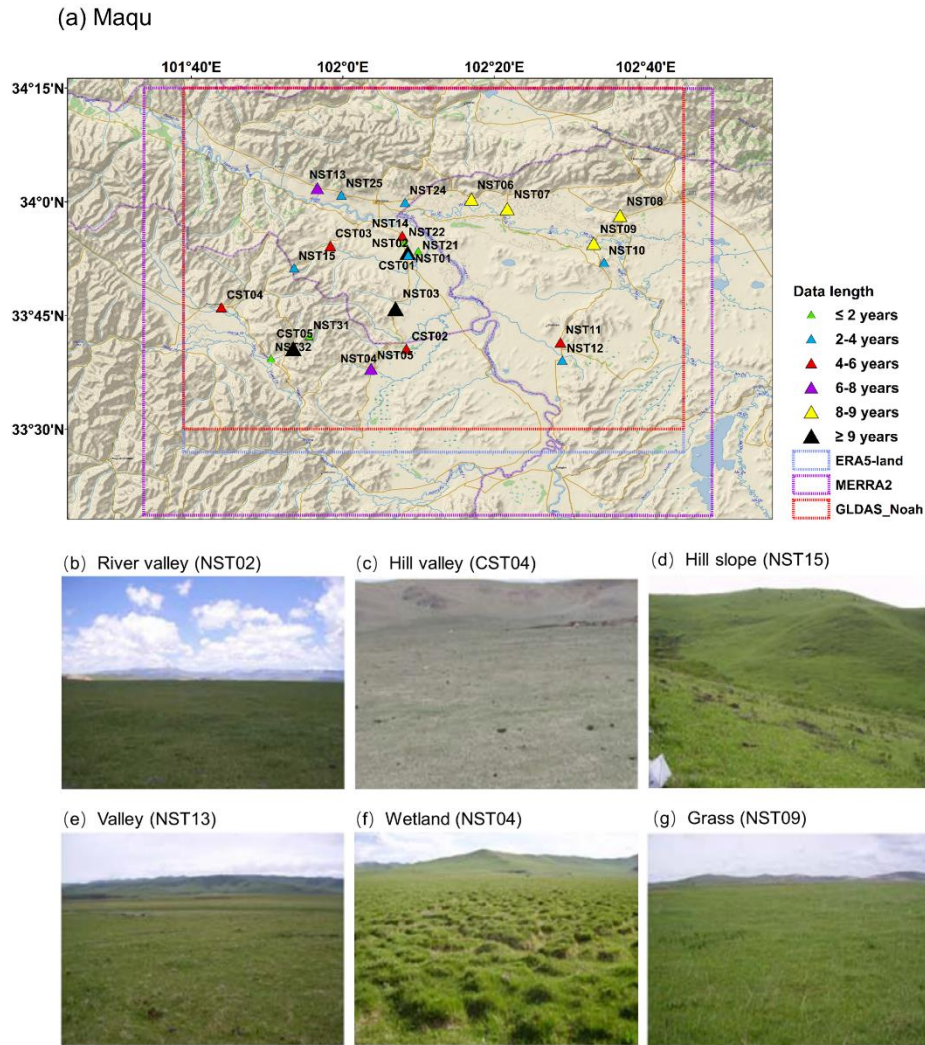 (a) Maqu
101°40'E 102°0'E 102°20'E 102°40'E
34°15'N
34°0'N
33°45'N
33°30'N
NST13
NST25
NST24
NST06
NST07
NST08
NST09
NST10
NST14
NST22
CST03
NST02
NST21
NST15
CST01
NST01
CST04
NST03
NST31
CST05
NST32
CST02
NST04
NST05
NST11
NST12
Data length
≤ 2 years
2-4 years
4-6 years
6-8 years
8-9 years
≥ 9 years
ERA5-land
MERRA2
GLDAS_Noah
(b) River valley (NST02)
(c) Hill valley (CST04)
(d) Hill slope (NST15)
(e) Valley (NST13)
(f) Wetland (NST04)
(g) Grass (NST09)